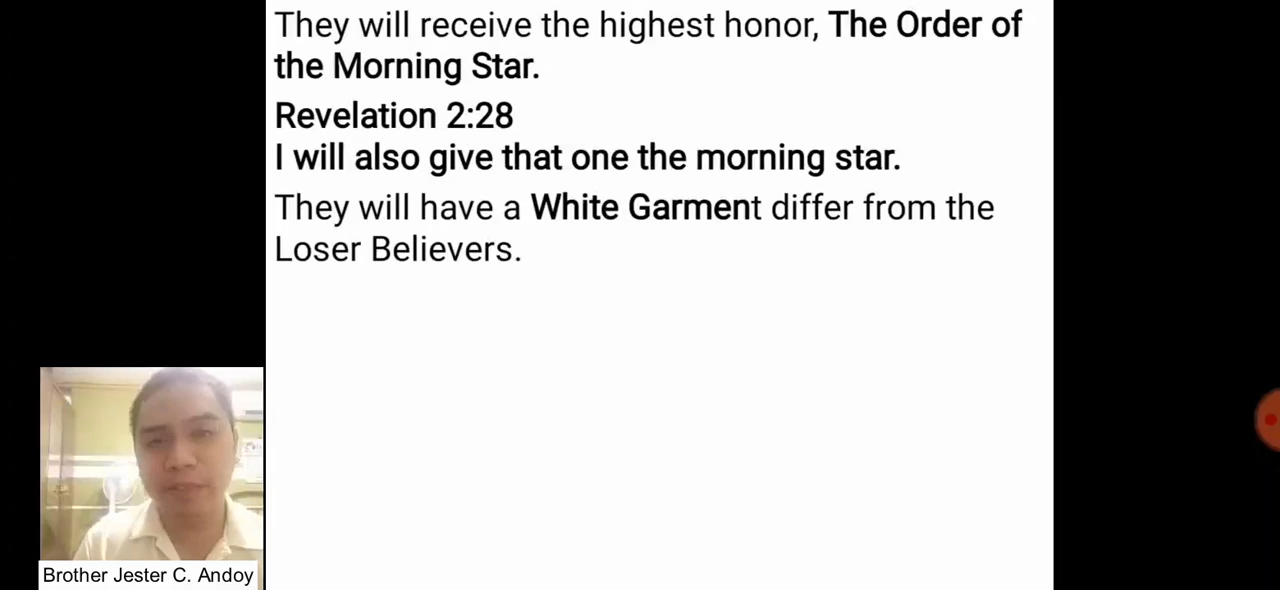 They will receive the highest honor, The Order of
the Morning Star.
Revelation 2:28
I will also give that one the morning star.
They will have a White Garment differ from the
Loser Believers.
Brother Jester C. Andoy